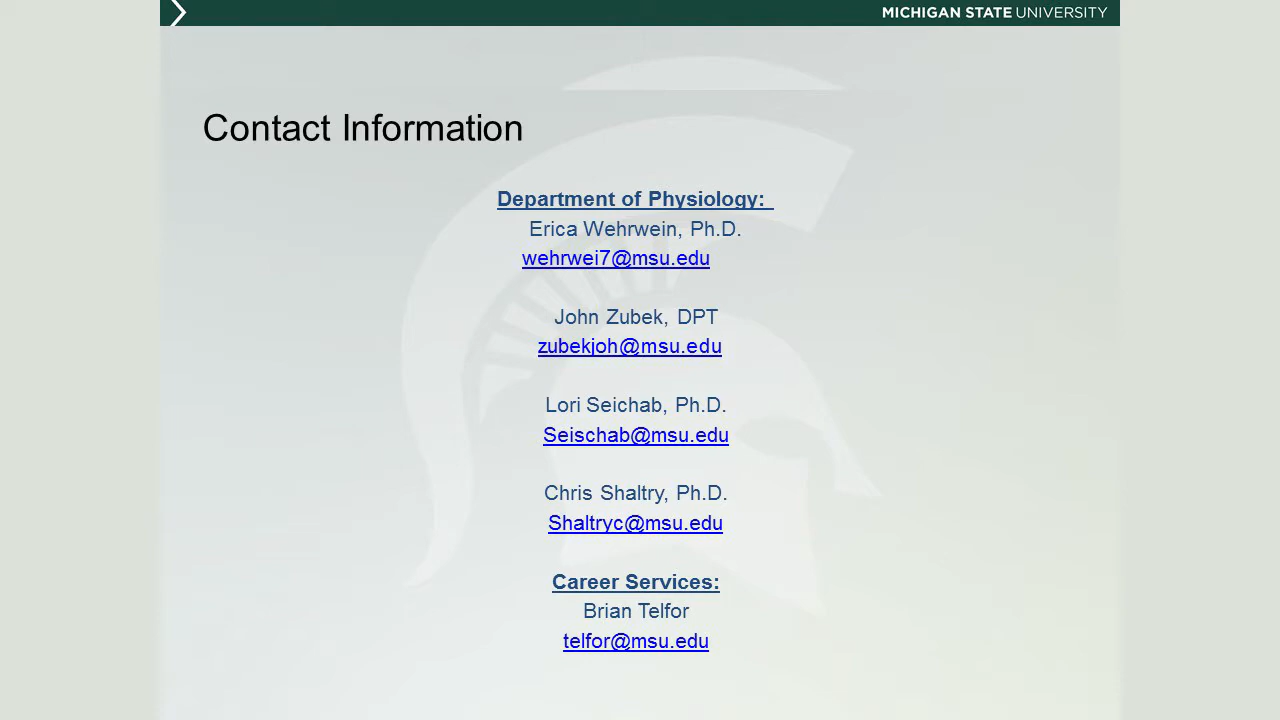 MICHIGAN STATE UNIVERSITY
Contact Information
Department of Physiology:
Erica Wehrwein, Ph.D.
wehrwei7@msu.edu
John Zubek, DPT
zubekjoh@msu.edu
Lori Seichab, Ph.D.
Seischab@msu.edu
Chris Shaltry, Ph.D.
Shaltryc@msu.edu
Career Services:
Brian Telfor
telfor@msu.edu